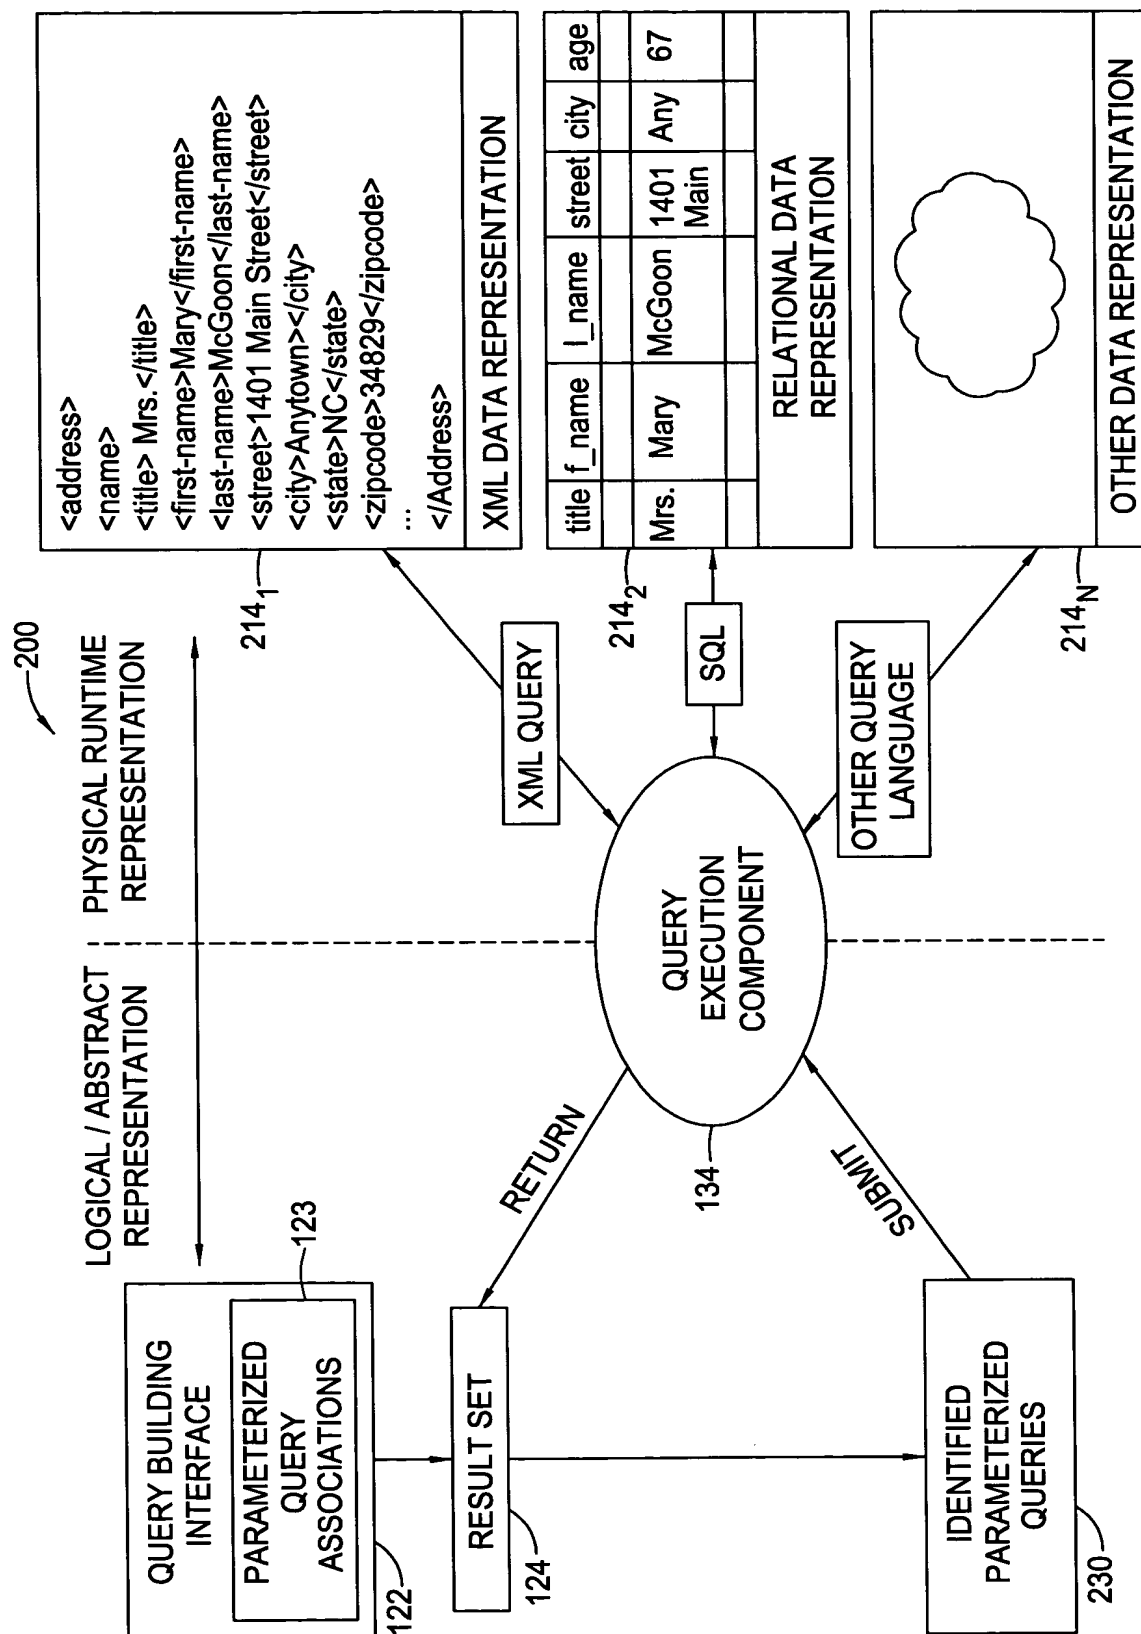 200
LOGICAL / ABSTRACT
REPRESENTATION
PHYSICAL RUNTIME
REPRESENTATION
QUERY BUILDING
INTERFACE
PARAMETERIZED
QUERY
ASSOCIATIONS
123
122
RESULT SET
124
IDENTIFIED
PARAMETERIZED
QUERIES
230
RETURN
SUBMIT
QUERY
EXECUTION
COMPONENT
134
XML QUERY
SQL
OTHER QUERY
LANGUAGE
<address>
<name>
<title> Mrs.</title>
<first-name>Mary</first-name>
<last-name>McGoon</last-name>
<street>1401 Main Street</street>
<city>Anytown></city>
<state>NC</state>
<zipcode>34829</zipcode>
...
</Address>
XML DATA REPRESENTATION
214₁
title f_name l_name street city age
Mrs. Mary McGoon 1401 Main Any 67
RELATIONAL DATA
REPRESENTATION
214₂
OTHER DATA REPRESENTATION
214N